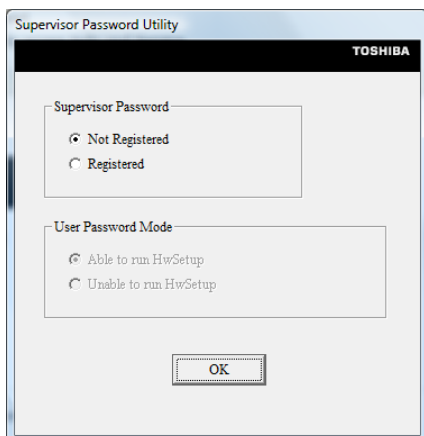 Supervisor Password Utility
TOSHIBA
Supervisor Password
Not Registered
Registered
User Password Mode
Able to run HwSetup
Unable to run HwSetup
OK